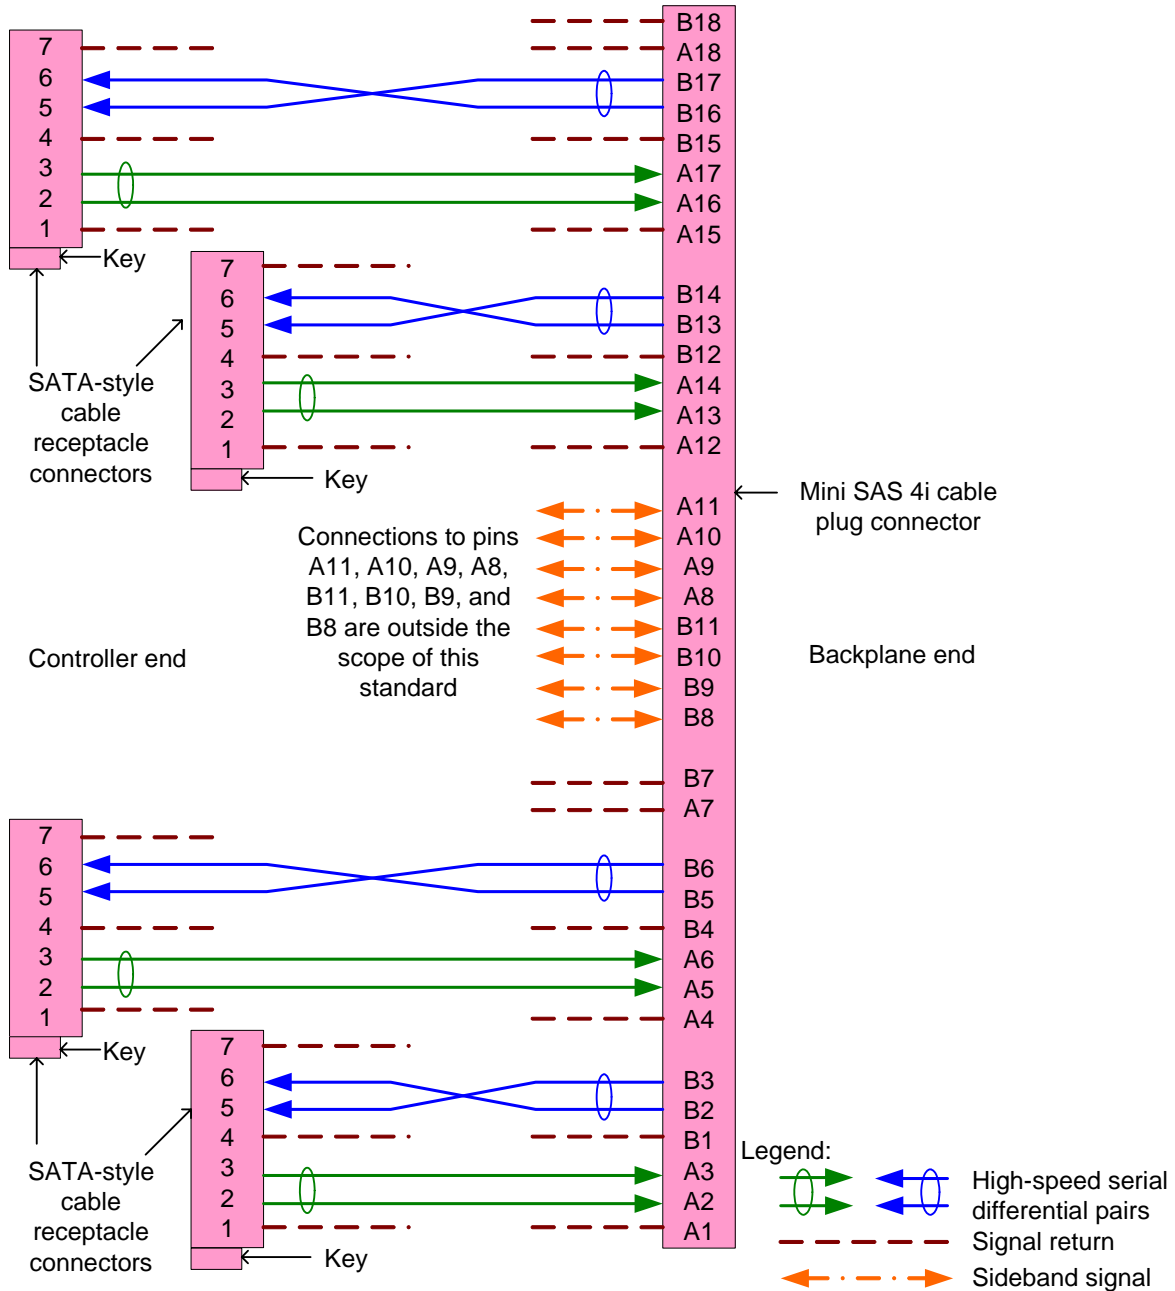 7
6
5
4
3
2
1
Key
7
6
5
4
3
2
1
Key
SATA-style
cable
receptacle
connectors
B18
A18
B17
B16
B15
A17
A16
A15
B14
B13
B12
A14
A13
A12
A11
A10
A9
A8
B11
B10
B9
B8
B7
A7
B6
B5
B4
A6
A5
A4
B3
B2
B1
A3
A2
A1
Mini SAS 4i cable
plug connector
Connections to pins
A11, A10, A9, A8,
B11, B10, B9, and
B8 are outside the
scope of this
standard
Controller end
Backplane end
7
6
5
4
3
2
1
Key
7
6
5
4
3
2
1
Key
SATA-style
cable
receptacle
connectors
Legend:
High-speed serial
differential pairs
Signal return
Sideband signal